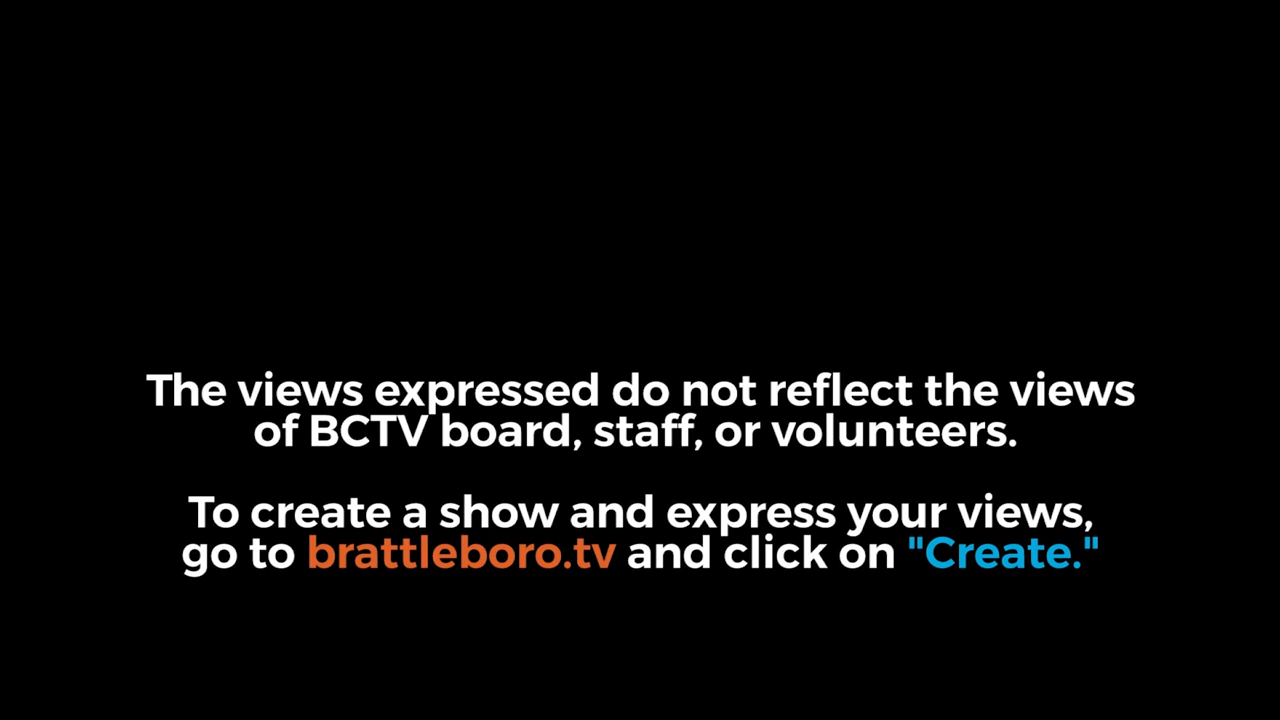 The views expressed do not reflect the views
of BCTV board, staff, or volunteers.
To create a show and express your views,
go to brattleboro.tv and click on "Create."